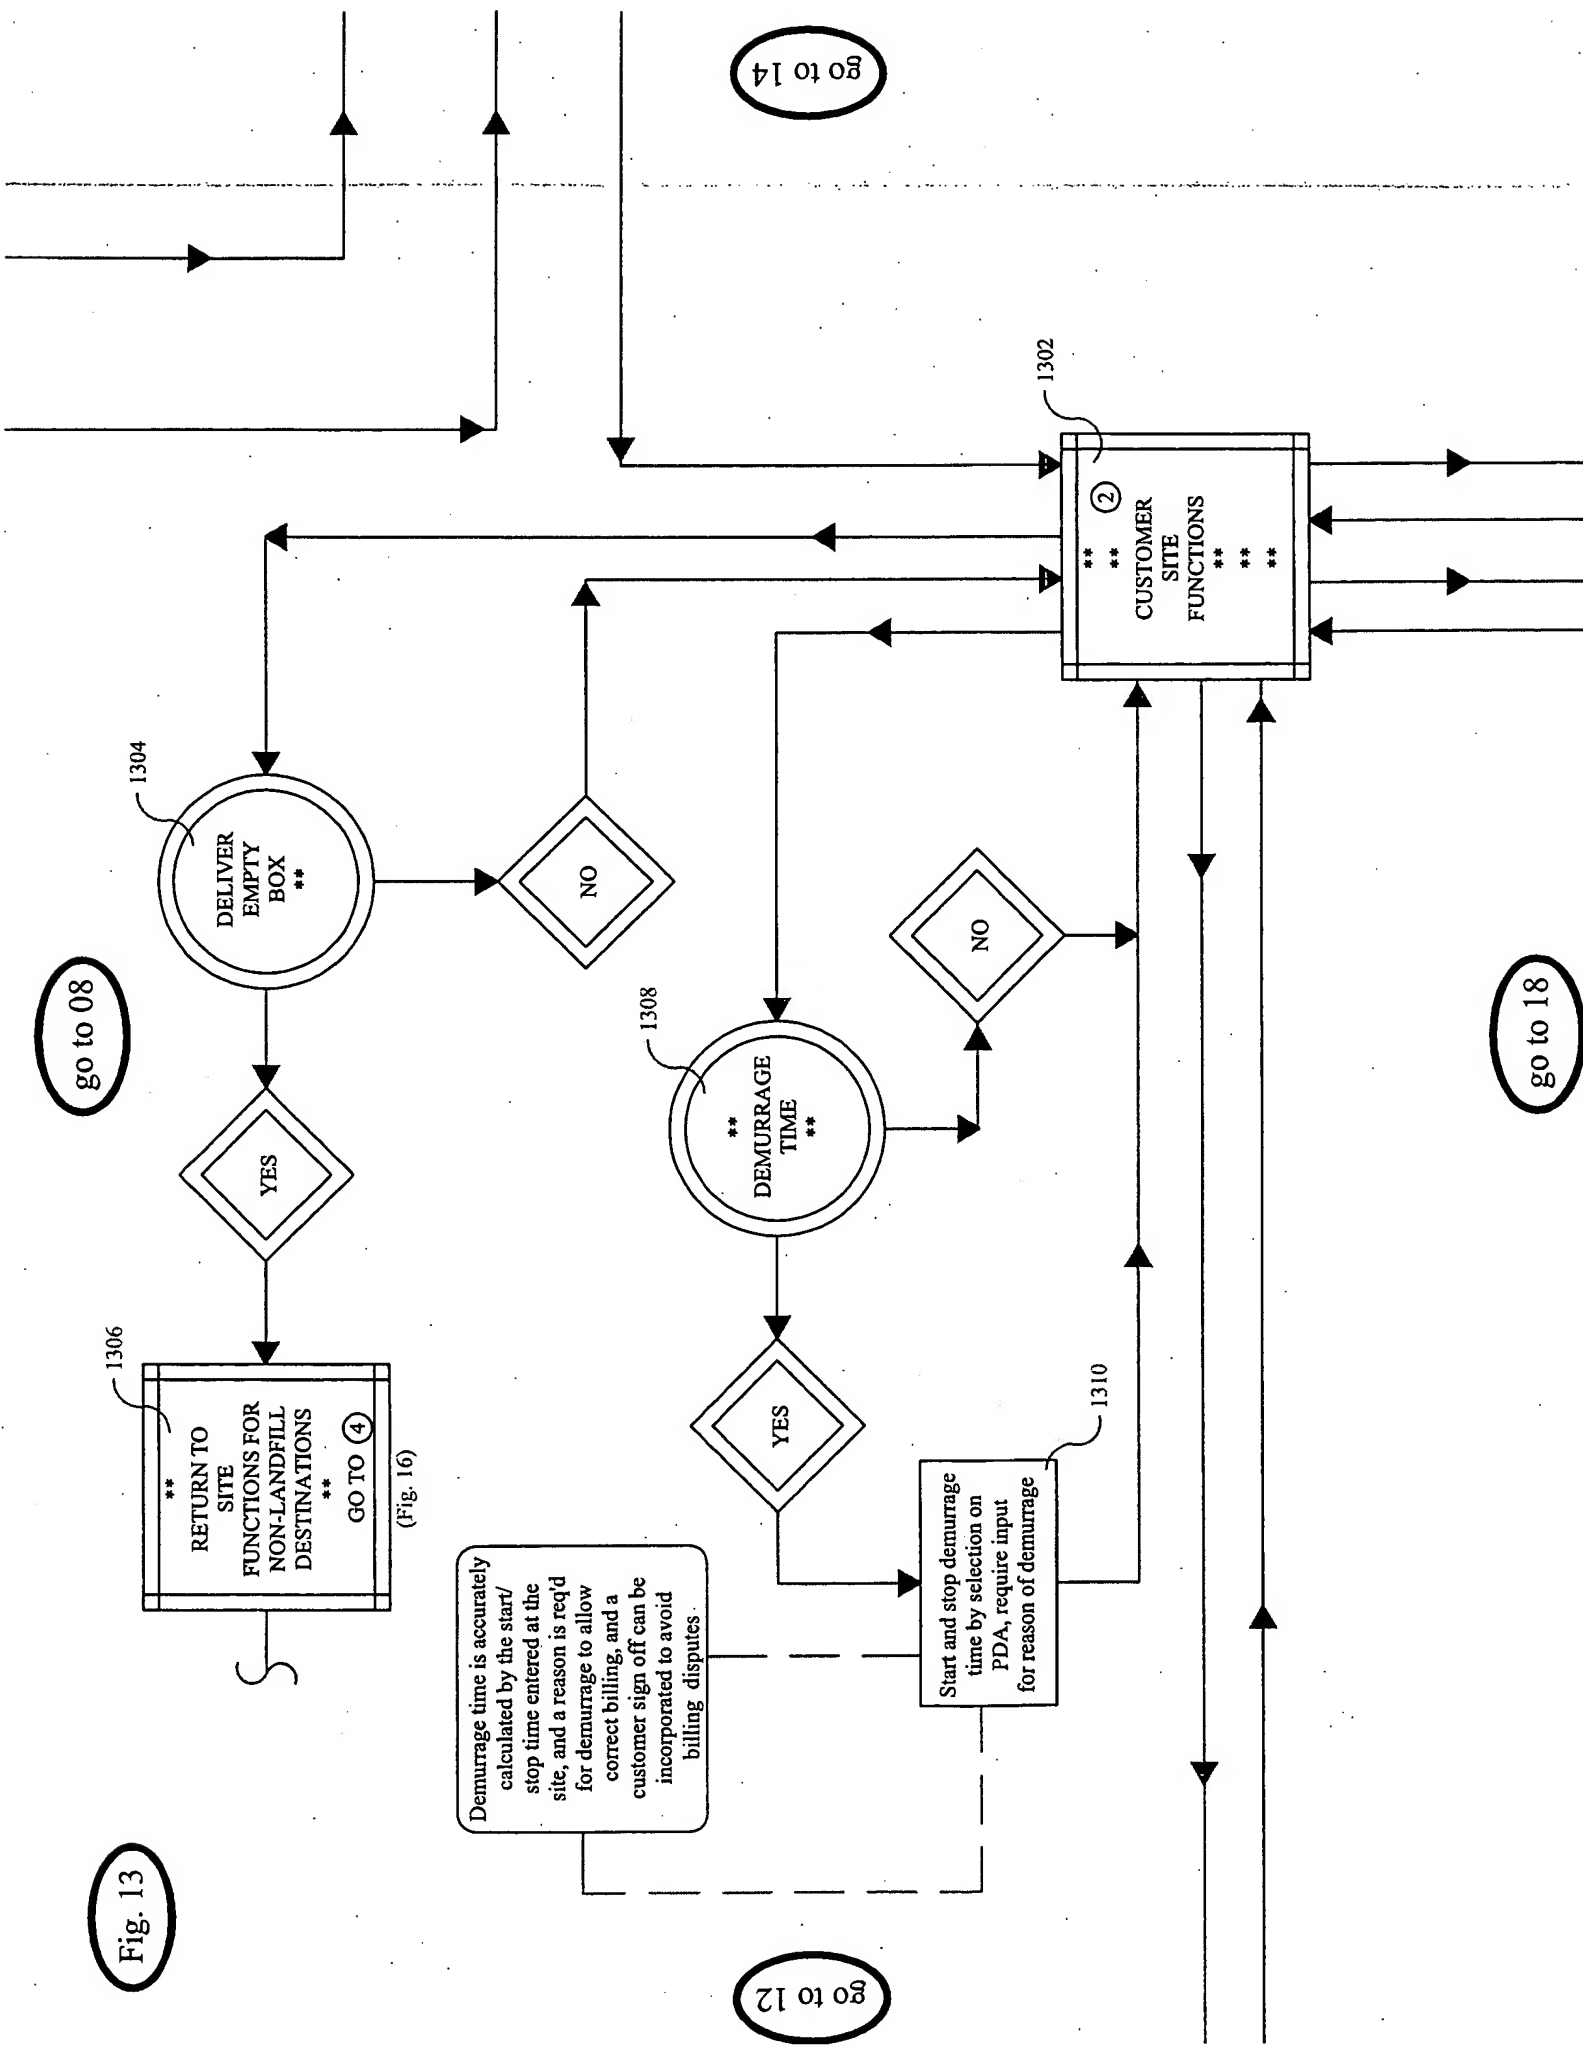 Fig. 13
go to 08
1306
**
RETURN TO
SITE
FUNCTIONS FOR
NON-LANDFILL
DESTINATIONS
**
GO TO 4
(Fig. 16)
YES
1304
DELIVER
EMPTY
BOX
**
NO
Demurrage time is accurately
calculated by the start/
stop time entered at the
site, and a reason is req'd
for demurrage to allow
correct billing, and a
customer sign off can be
incorporated to avoid
billing disputes
YES
1308
**
DEMURRAGE
TIME
**
NO
go to 12
go to 14
Start and stop demurrage
time by selection on
PDA, require input
for reason of demurrage
1310
1302
**
** 2
CUSTOMER
SITE
FUNCTIONS
**
**
**
go to 18